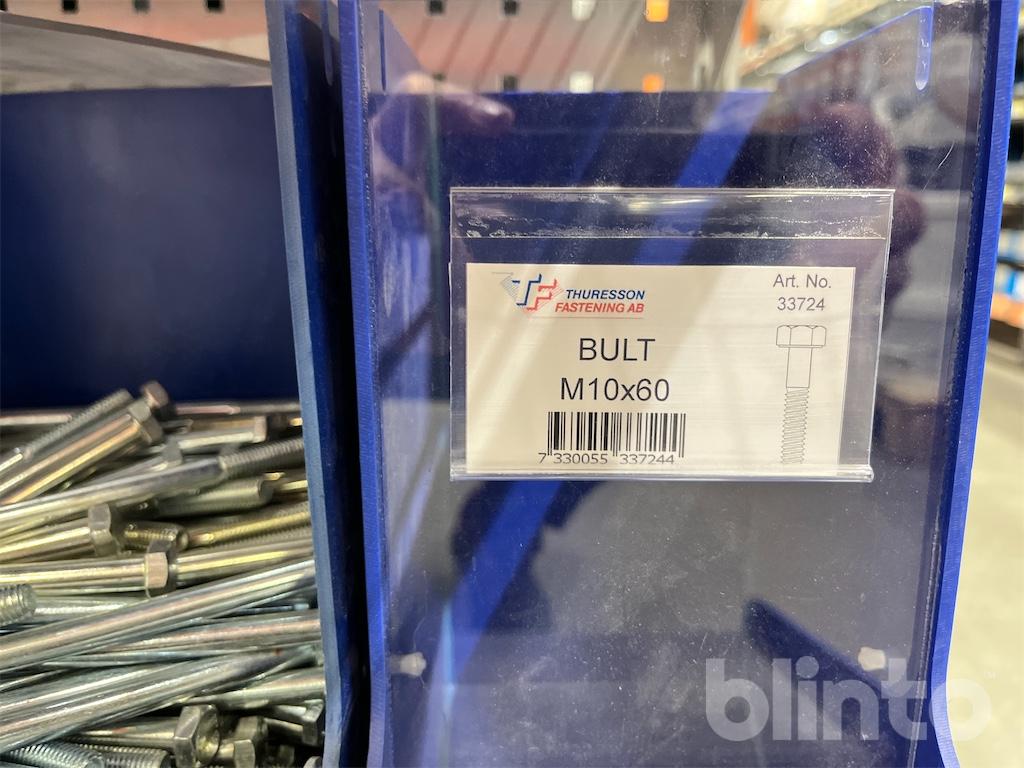 THURESSON
FASTENING AB
Art. No.
33724
BULT
M10x60
7 330055 337244
blinto